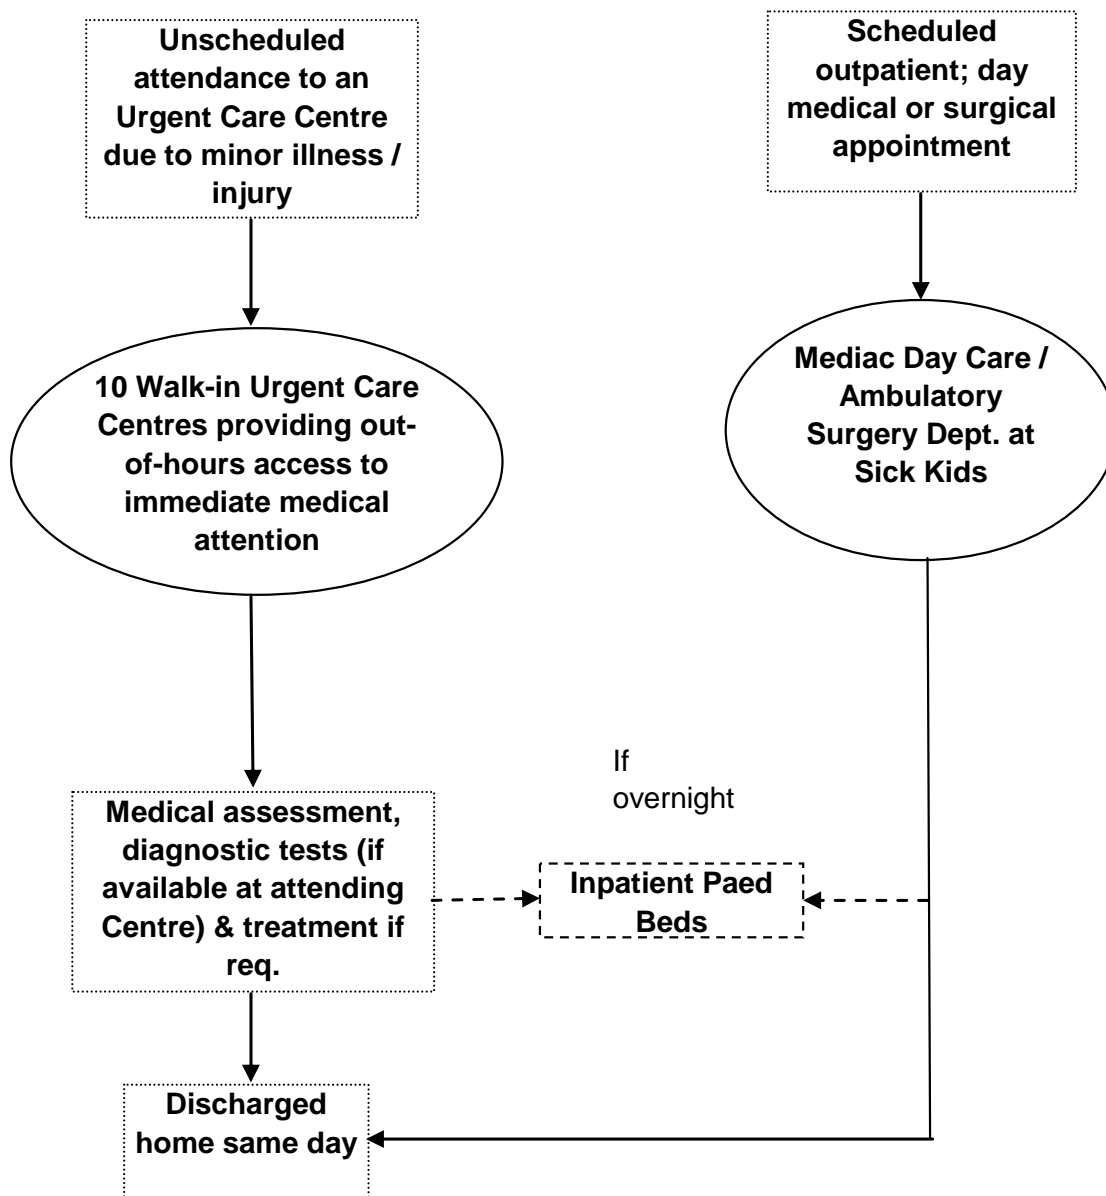 Unscheduled
attendance to an
Urgent Care Centre
due to minor illness /
injury
Scheduled
outpatient; day
medical or surgical
appointment
10 Walk-in Urgent Care
Centres providing out-
of-hours access to
immediate medical
attention
Mediac Day Care /
Ambulatory
Surgery Dept. at
Sick Kids
If
overnight
Medical assessment,
diagnostic tests (if
available at attending
Centre) & treatment if
req.
Inpatient Paed
Beds
Discharged
home same day